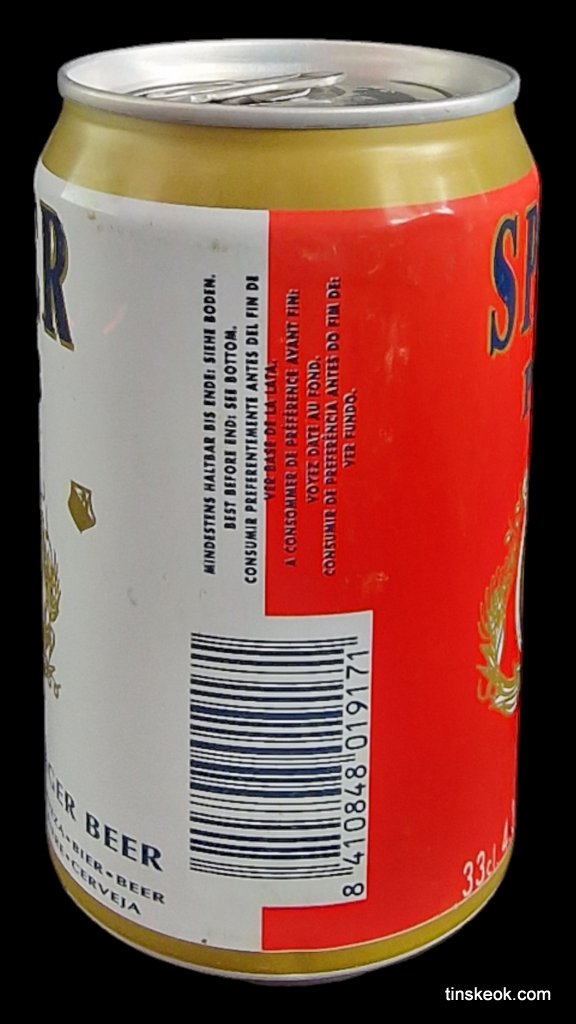 MINDESTENS HALTBAR BIS ENDE: SIEHE BODEN.
BEST BEFORE END: SEE BOTTOM.
CONSUMIR PREFERENTEMENTE ANTES DEL FIN DE
VER BASE DE LA LATA.
A CONSOMMER DE PRÉFÉRENCE AVANT FIN:
VOYEZ DATE AU FOND.
CONSUMIR DE PREFERÊNCIA ANTES DO FIM DE:
VER FUNDO.
8 410848 019171
BEER
BIER • BEER
• CERVEJA
33cl
tinskeok.com